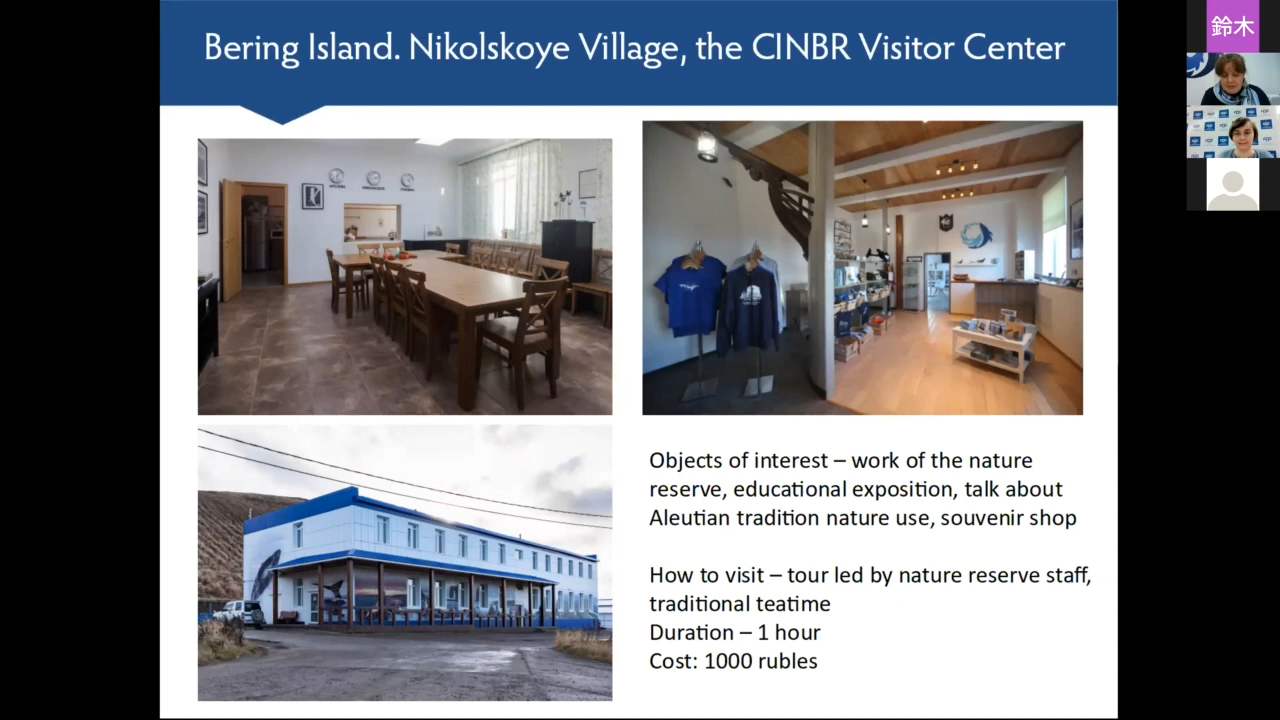 Bering Island. Nikolskoye Village, the CINBR Visitor Center
鈴木
Objects of interest – work of the nature
reserve, educational exposition, talk about
Aleutian tradition nature use, souvenir shop
How to visit – tour led by nature reserve staff,
traditional teatime
Duration – 1 hour
Cost: 1000 rubles